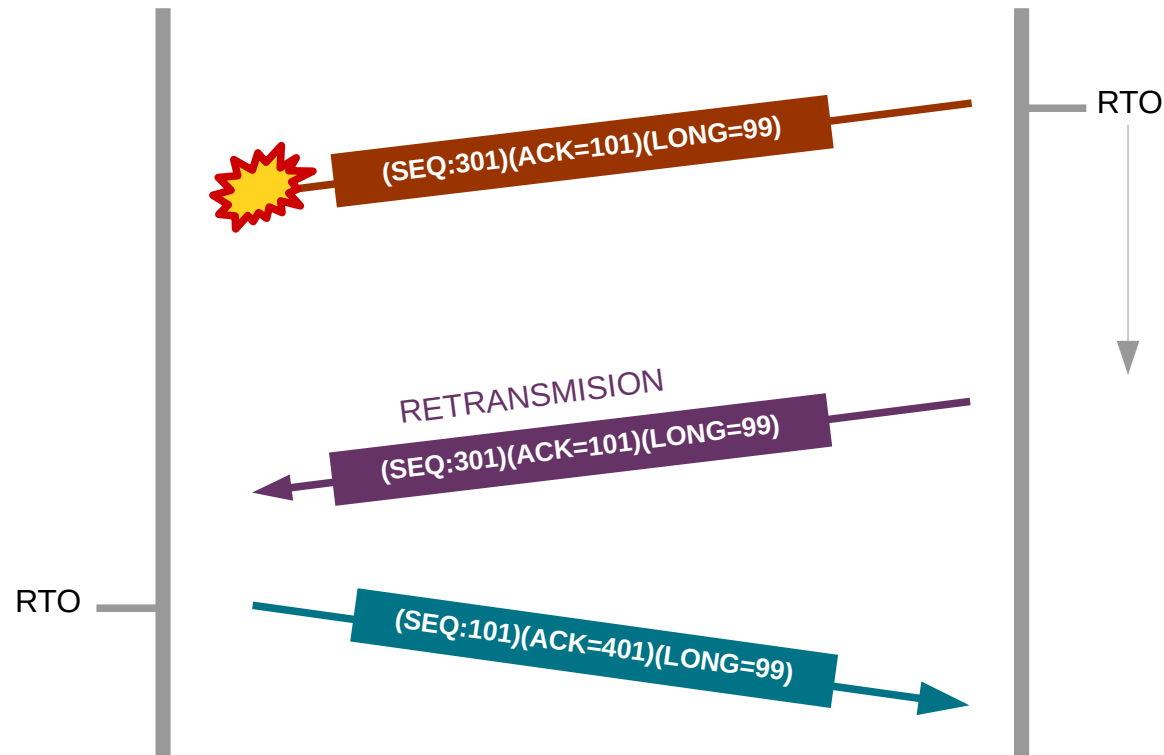 RTO
(SEQ:301)(ACK=101)(LONG=99)
RETRANSMISION
(SEQ:301)(ACK=101)(LONG=99)
RTO
(SEQ:101)(ACK=401)(LONG=99)